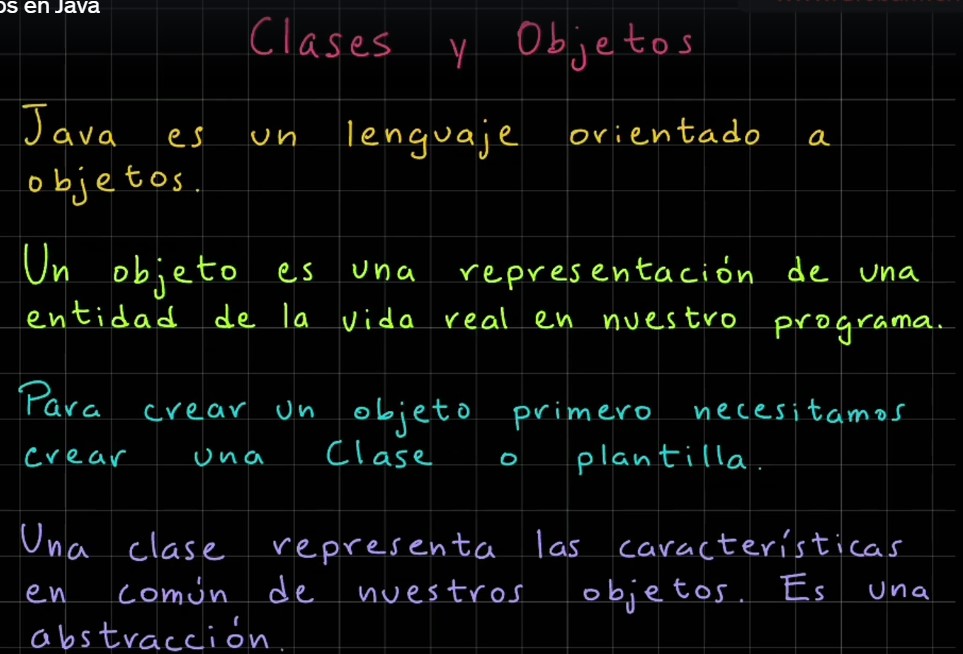 os en Java
Clases y Objetos
Java es un lenguaje orientado a
objetos.
Un objeto es una representación de una
entidad de la vida real en nuestro programa.
Para crear un objeto primero necesitamos
crear una Clase o plantilla.
Una clase representa las características
en común de nuestros objetos. Es una
abstracción.